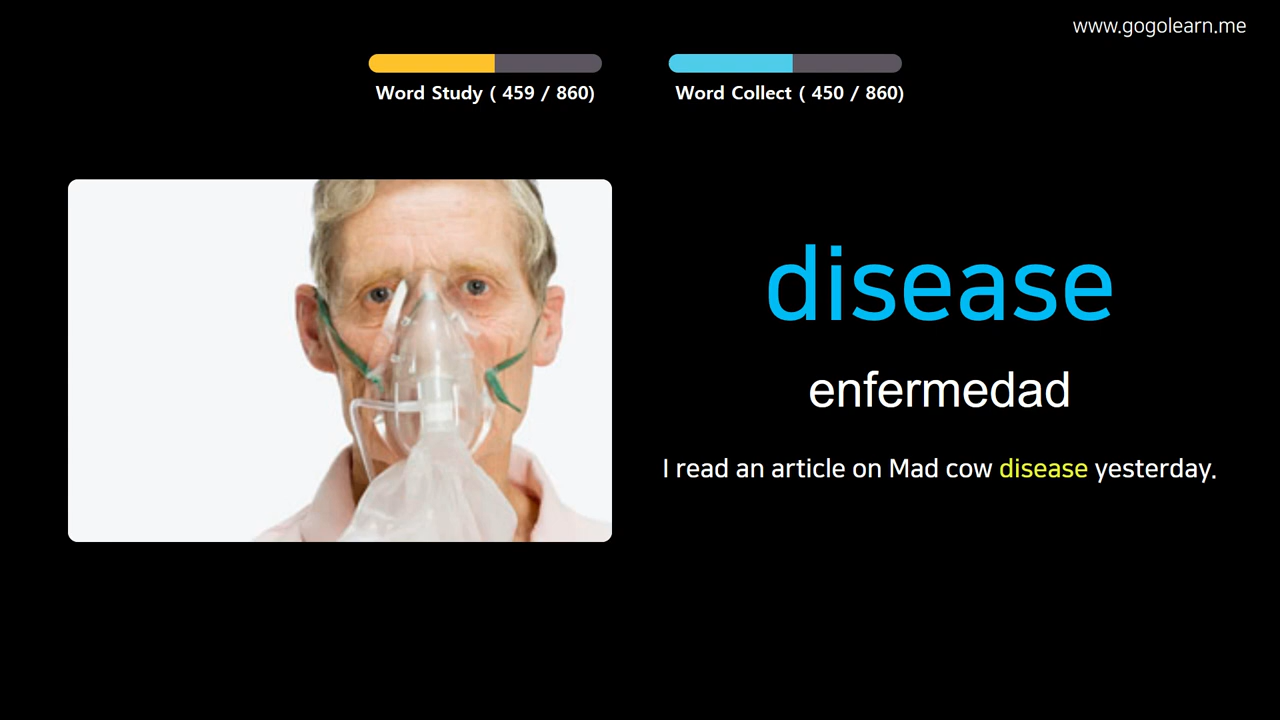 www.gogolearn.me
Word Study ( 459 / 860)
Word Collect ( 450 / 860)
disease
enfermedad
I read an article on Mad cow disease yesterday.